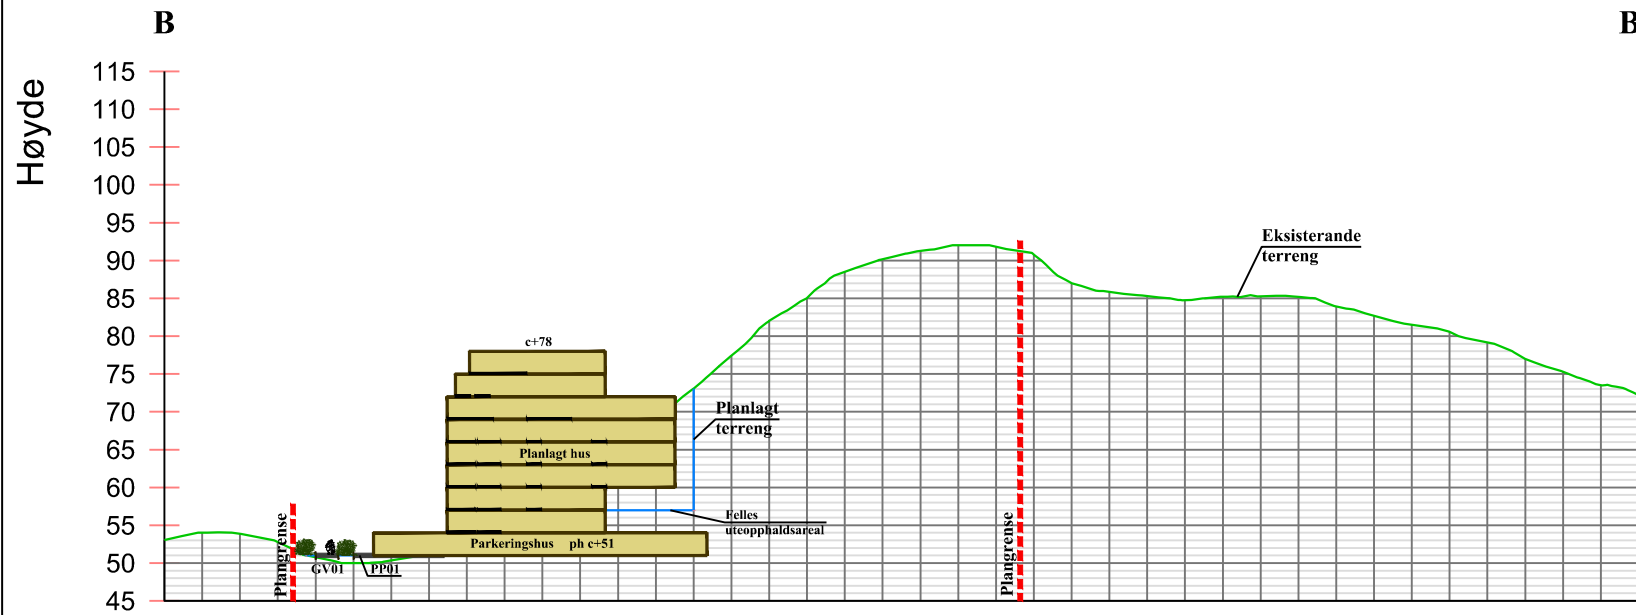 B
B
Høyde
115
110
105
100
95
90
85
80
75
70
65
60
55
50
45
Eksisterande
terreng
c+78
Planlagt
terreng
Planlagt hus
Felles
uteopphaldsareal
Parkeringshus ph c+51
Plangrense
GV01
PP01
Plangrense